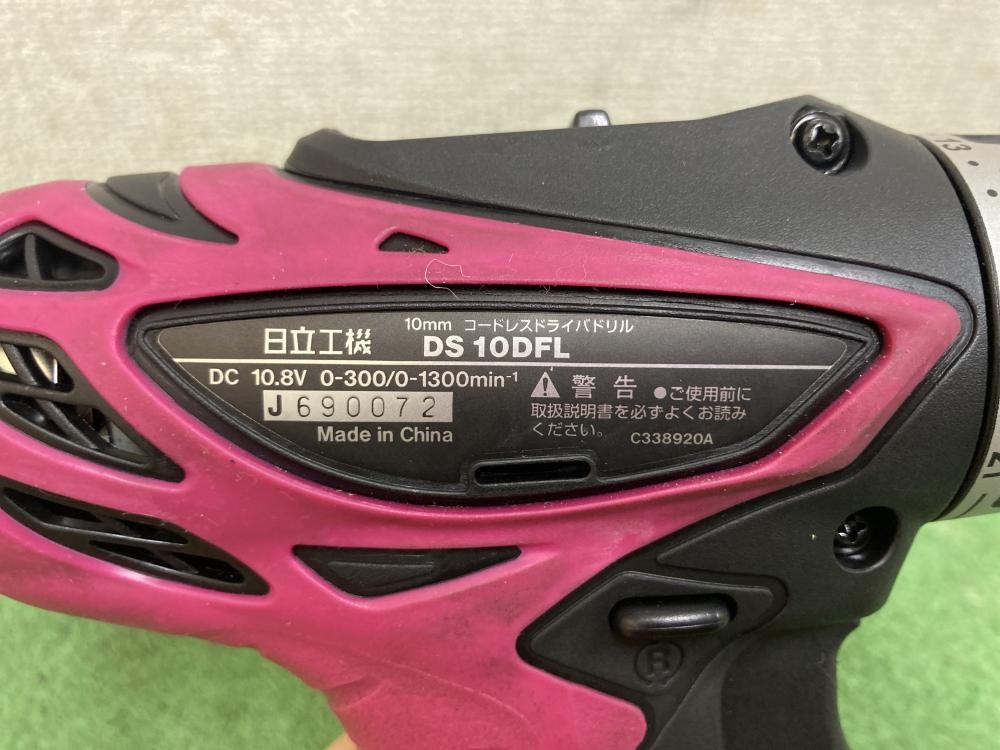 10mm コードレスドライバドリル
日立工機 DS 10DFL
DC 10.8V 0-300/0-1300min⁻¹
J690072
Made in China
警告 ●ご使用前に
取扱説明書を必ずよくお読み
ください。
C338920A
R
13
21